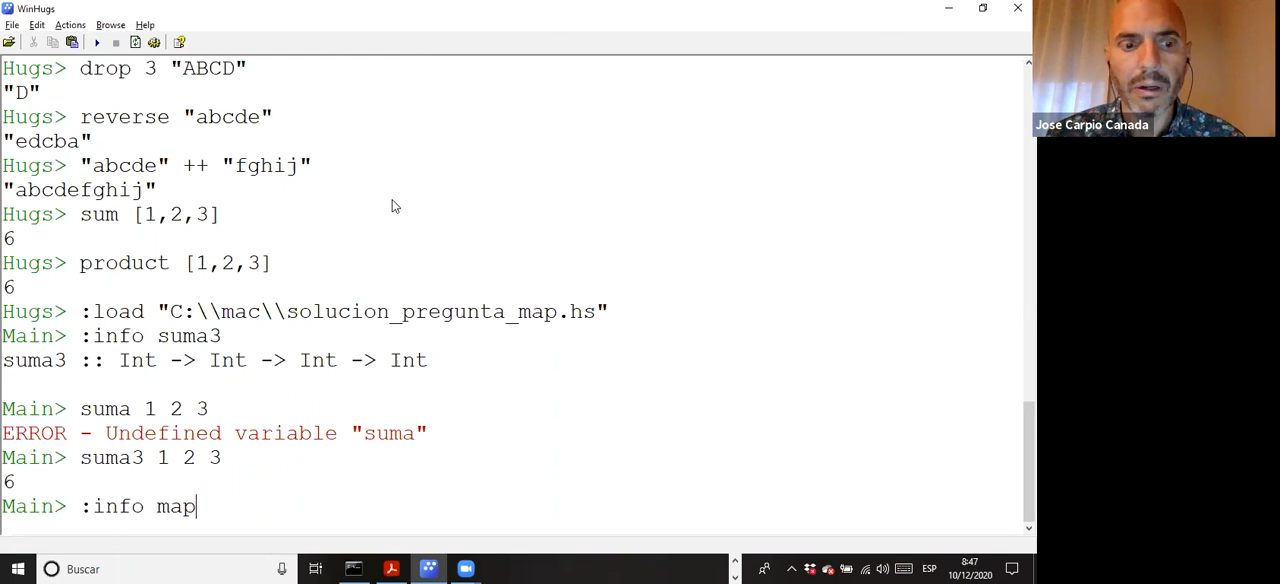 WinHugs
File Edit Actions Browse Help
Hugs> drop 3 "ABCD"
"D"
Hugs> reverse "abcde"
"edcba"
Hugs> "abcde" ++ "fghij"
"abcdefghij"
Hugs> sum [1,2,3]
6
Hugs> product [1,2,3]
6
Hugs> :load "C:\\mac\\solucion_pregunta_map.hs"
Main> :info suma3
suma3 :: Int -> Int -> Int -> Int
Main> suma 1 2 3
ERROR - Undefined variable "suma"
Main> suma3 1 2 3
6
Main> :info map
Jose Carpio Canada
Buscar
ESP
8:47
10/12/2020